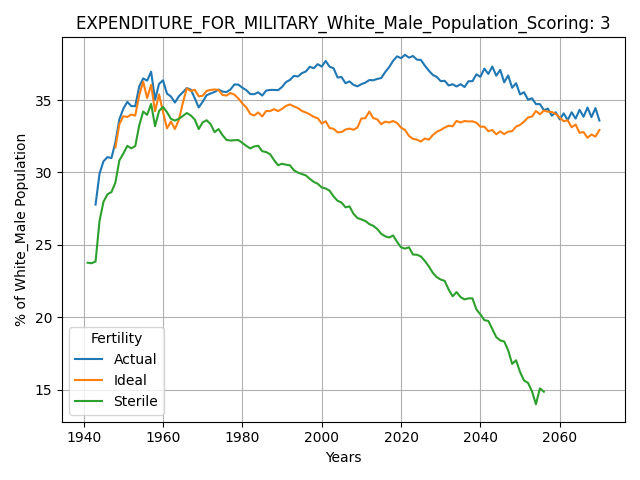 EXPENDITURE_FOR_MILITARY_White_Male_Population_Scoring: 3
% of White_Male Population
35
30
25
20
15
Fertility
Actual
Ideal
Sterile
1940 1960 1980 2000 2020 2040 2060
Years